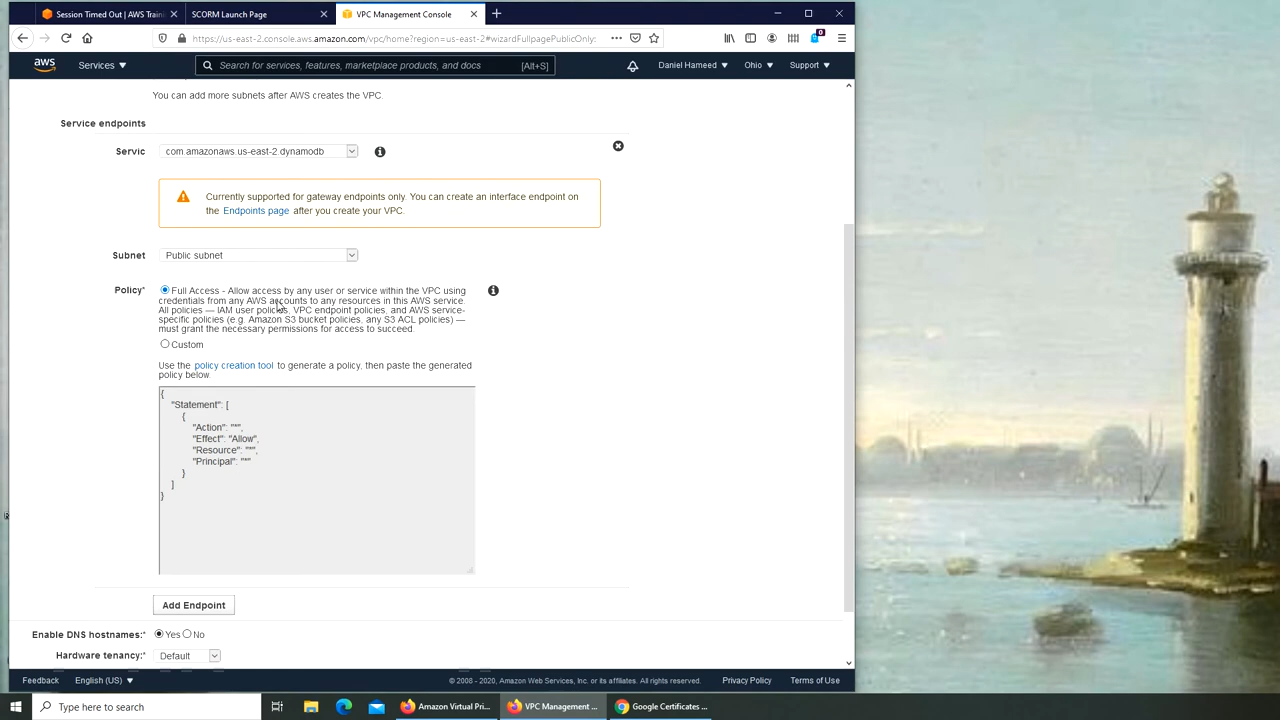 Session Timed Out | AWS Traini
SCORM Launch Page
VPC Management Console
https://us-east-2.console.aws.amazon.com/vpc/home?region=us-east-2#wizardFullpagePublicOnly:
0
aws
Services
Search for services, features, marketplace products, and docs
[Alt+S]
Daniel Hameed
Ohio
Support
You can add more subnets after AWS creates the VPC.
Service endpoints
Servic
com.amazonaws.us-east-2.dynamodb
Currently supported for gateway endpoints only. You can create an interface endpoint on
the Endpoints page after you create your VPC.
Subnet
Public subnet
Policy*
Full Access - Allow access by any user or service within the VPC using
credentials from any AWS accounts to any resources in this AWS service.
All policies — IAM user policies, VPC endpoint policies, and AWS service-
specific policies (e.g. Amazon S3 bucket policies, any S3 ACL policies) —
must grant the necessary permissions for access to succeed.
Custom
Use the policy creation tool to generate a policy, then paste the generated
policy below.
{
"Statement": [
{
"Action": "*",
"Effect": "Allow",
"Resource": "*",
"Principal": "*"
}
]
}
Add Endpoint
Enable DNS hostnames:*
Yes
No
Hardware tenancy:*
Default
Feedback
English (US)
© 2008 - 2020, Amazon Web Services, Inc. or its affiliates. All rights reserved.
Privacy Policy
Terms of Use
Type here to search
Amazon Virtual Pri...
VPC Management ...
Google Certificates ...